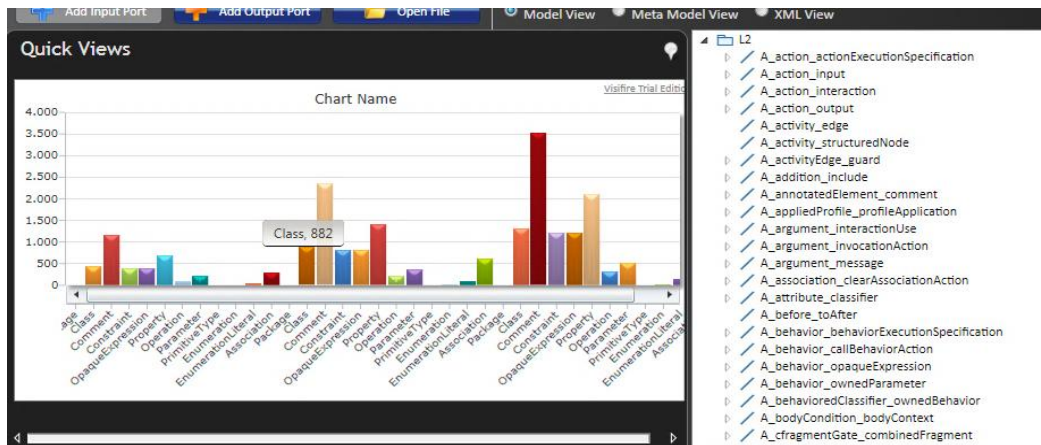 Add Input Port
Add Output Port
Open File
Model View
Meta Model View
XML View
Quick Views
Visifire Trial Editio
Chart Name
4.000
3.500
3.000
2.500
2.000
1.500
1.000
500
0
Class, 882
age
Class
Comment
Constraint
OpaqueExpression
Property
Operation
Parameter
PrimitiveType
Enumeration
EnumerationLiteral
Association
Package
Class
Comment
Constraint
OpaqueExpression
Property
Operation
Parameter
PrimitiveType
Enumeration
EnumerationLiteral
Association
Package
Class
Comment
Constraint
OpaqueExpression
Property
Operation
Parameter
PrimitiveType
Enumeration
EnumerationLiteral
Associati
L2
A_action_actionExecutionSpecification
A_action_input
A_action_interaction
A_action_output
A_activity_edge
A_activity_structuredNode
A_activityEdge_guard
A_addition_include
A_annotatedElement_comment
A_appliedProfile_profileApplication
A_argument_interactionUse
A_argument_invocationAction
A_argument_message
A_association_clearAssociationAction
A_attribute_classifier
A_before_toAfter
A_behavior_behaviorExecutionSpecification
A_behavior_callBehaviorAction
A_behavior_opaqueExpression
A_behavior_ownedParameter
A_behavioredClassifier_ownedBehavior
A_bodyCondition_bodyContext
A_cfragmentGate_combinedFragment